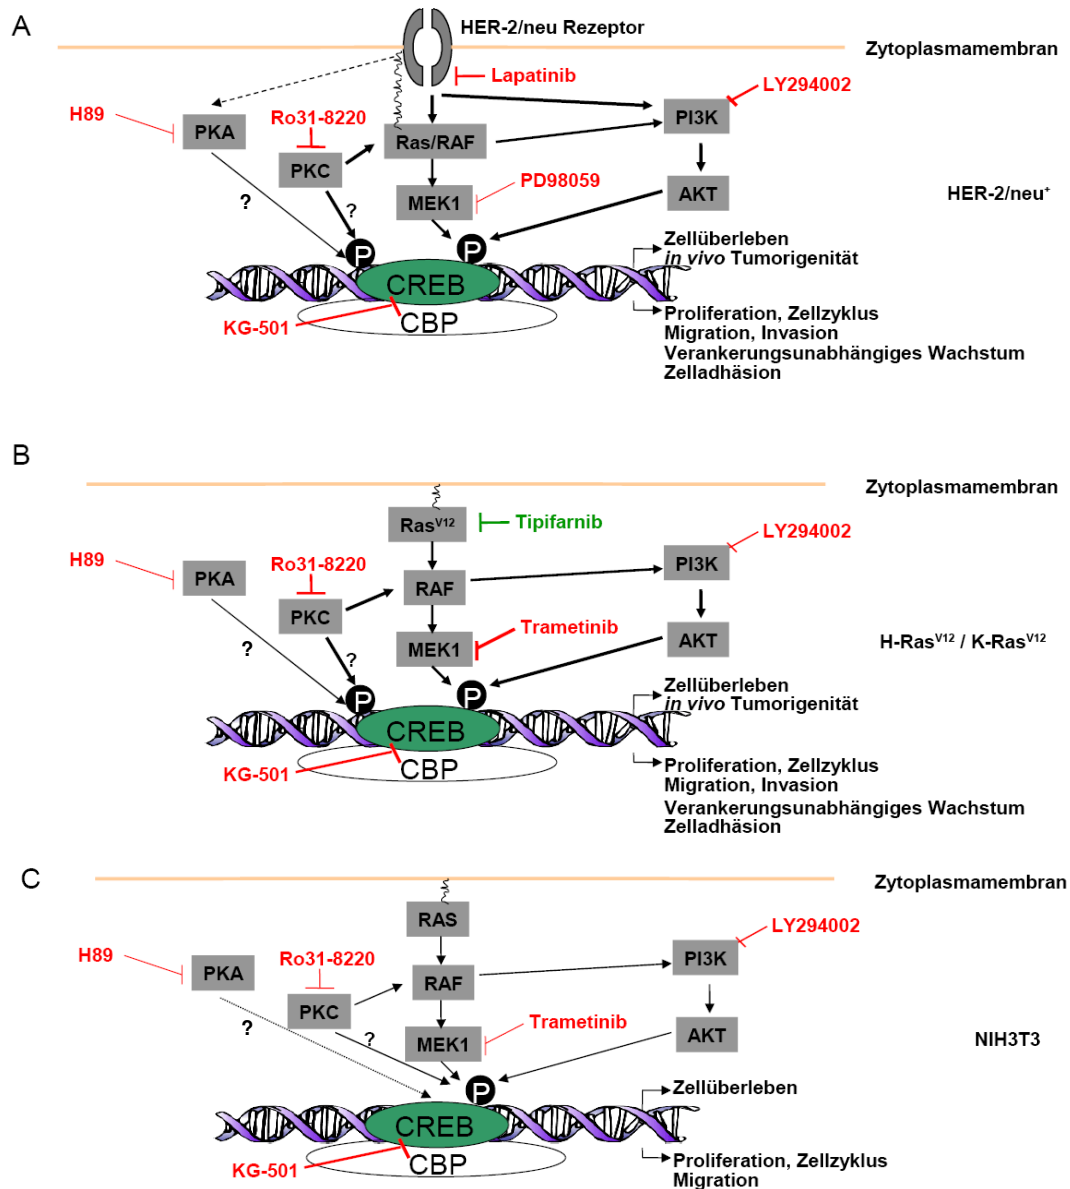 A
HER-2/neu Rezeptor
Zytoplasmamembran
Lapatinib
LY294002
H89
Ro31-8220
PKA
PI3K
Ras/RAF
PKC
PD98059
MEK1
AKT
HER-2/neu⁺
?
?
P
P
Zellüberleben
in vivo Tumorigenität
CREB
KG-501
CBP
Proliferation, Zellzyklus
Migration, Invasion
Verankerungsunabhängiges Wachstum
Zelladhäsion
B
Zytoplasmamembran
Rasⱽ¹²
Tipifarnib
LY294002
H89
Ro31-8220
PKA
RAF
PI3K
PKC
Trametinib
MEK1
AKT
H-Rasⱽ¹² / K-Rasⱽ¹²
?
?
P
P
Zellüberleben
in vivo Tumorigenität
CREB
KG-501
CBP
Proliferation, Zellzyklus
Migration, Invasion
Verankerungsunabhängiges Wachstum
Zelladhäsion
C
Zytoplasmamembran
RAS
LY294002
H89
Ro31-8220
PKA
RAF
PI3K
PKC
Trametinib
MEK1
AKT
NIH3T3
?
?
P
Zellüberleben
CREB
KG-501
CBP
Proliferation, Zellzyklus
Migration